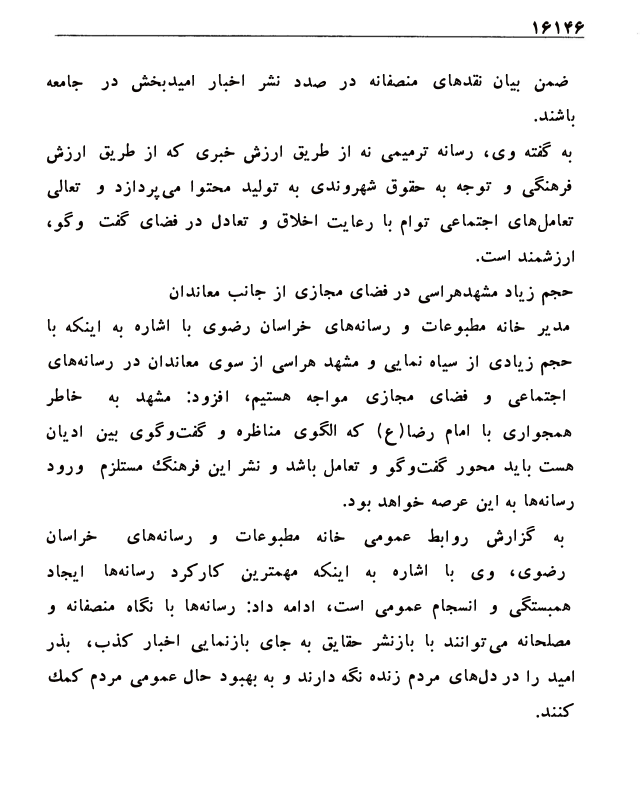 ۱۶۱۴۶
ضمن بیان نقدهای منصفانه در صدد نشر اخبار امیدبخش در جامعه
باشند.
به گفته وی، رسانه ترمیمی نه از طریق ارزش خبری که از طریق ارزش
فرهنگی و توجه به حقوق شهروندی به تولید محتوا می‌پردازد و تعالی
تعامل‌های اجتماعی توام با رعایت اخلاق و تعادل در فضای گفت وگو،
ارزشمند است.
حجم زیاد مشهدهراسی در فضای مجازی از جانب معاندان
مدیر خانه مطبوعات و رسانه‌های خراسان رضوی با اشاره به اینکه با
حجم زیادی از سیاه نمایی و مشهد هراسی از سوی معاندان در رسانه‌های
اجتماعی و فضای مجازی مواجه هستیم، افزود: مشهد به خاطر
همجواری با امام رضا(ع) که الگوی مناظره و گفت‌وگوی بین ادیان
هست باید محور گفت‌وگو و تعامل باشد و نشر این فرهنگ مستلزم ورود
رسانه‌ها به این عرصه خواهد بود.
به گزارش روابط عمومی خانه مطبوعات و رسانه‌های خراسان
رضوی، وی با اشاره به اینکه مهمترین کارکرد رسانه‌ها ایجاد
همبستگی و انسجام عمومی است، ادامه داد: رسانه‌ها با نگاه منصفانه و
مصلحانه می‌توانند با بازنشر حقایق به جای بازنمایی اخبار کذب، بذر
امید را در دل‌های مردم زنده نگه دارند و به بهبود حال عمومی مردم کمک
کنند.